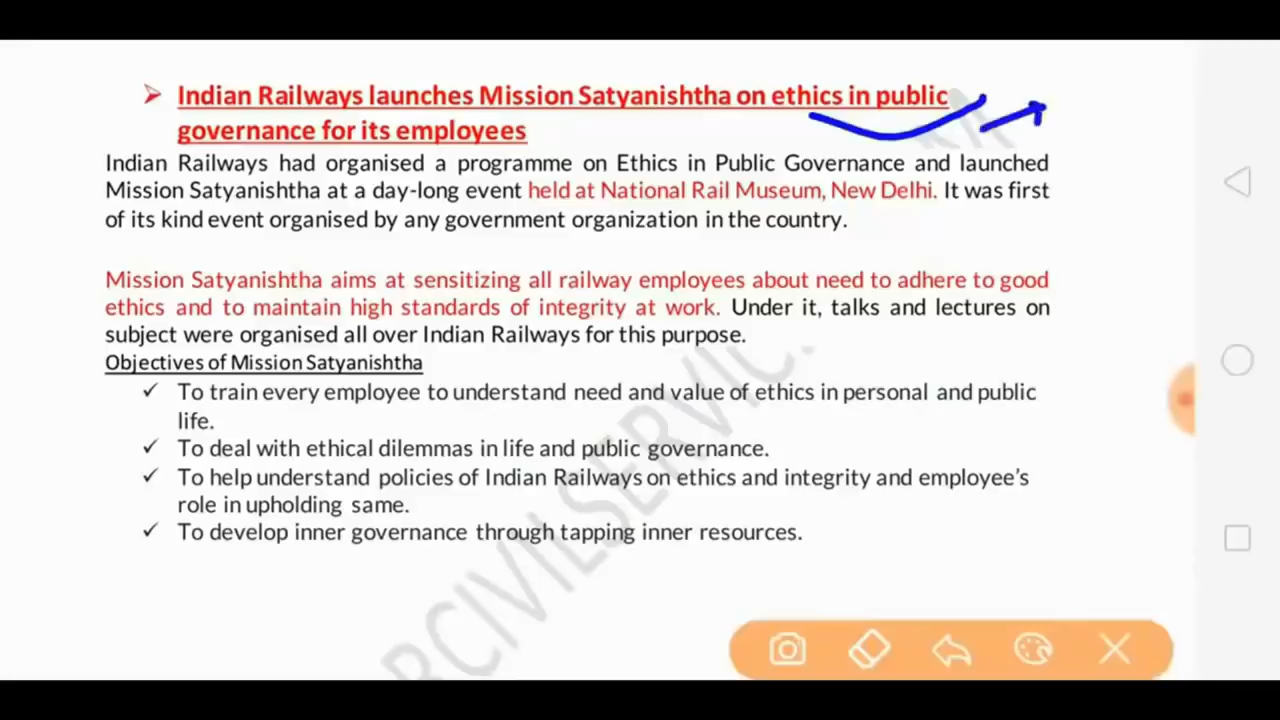 Indian Railways launches Mission Satyanishtha on ethics in public
governance for its employees
Indian Railways had organised a programme on Ethics in Public Governance and launched
Mission Satyanishtha at a day-long event held at National Rail Museum, New Delhi. It was first
of its kind event organised by any government organization in the country.
Mission Satyanishtha aims at sensitizing all railway employees about need to adhere to good
ethics and to maintain high standards of integrity at work. Under it, talks and lectures on
subject were organised all over Indian Railways for this purpose.
Objectives of Mission Satyanishtha
✓ To train every employee to understand need and value of ethics in personal and public
life.
✓ To deal with ethical dilemmas in life and public governance.
✓ To help understand policies of Indian Railways on ethics and integrity and employee's
role in upholding same.
✓ To develop inner governance through tapping inner resources.